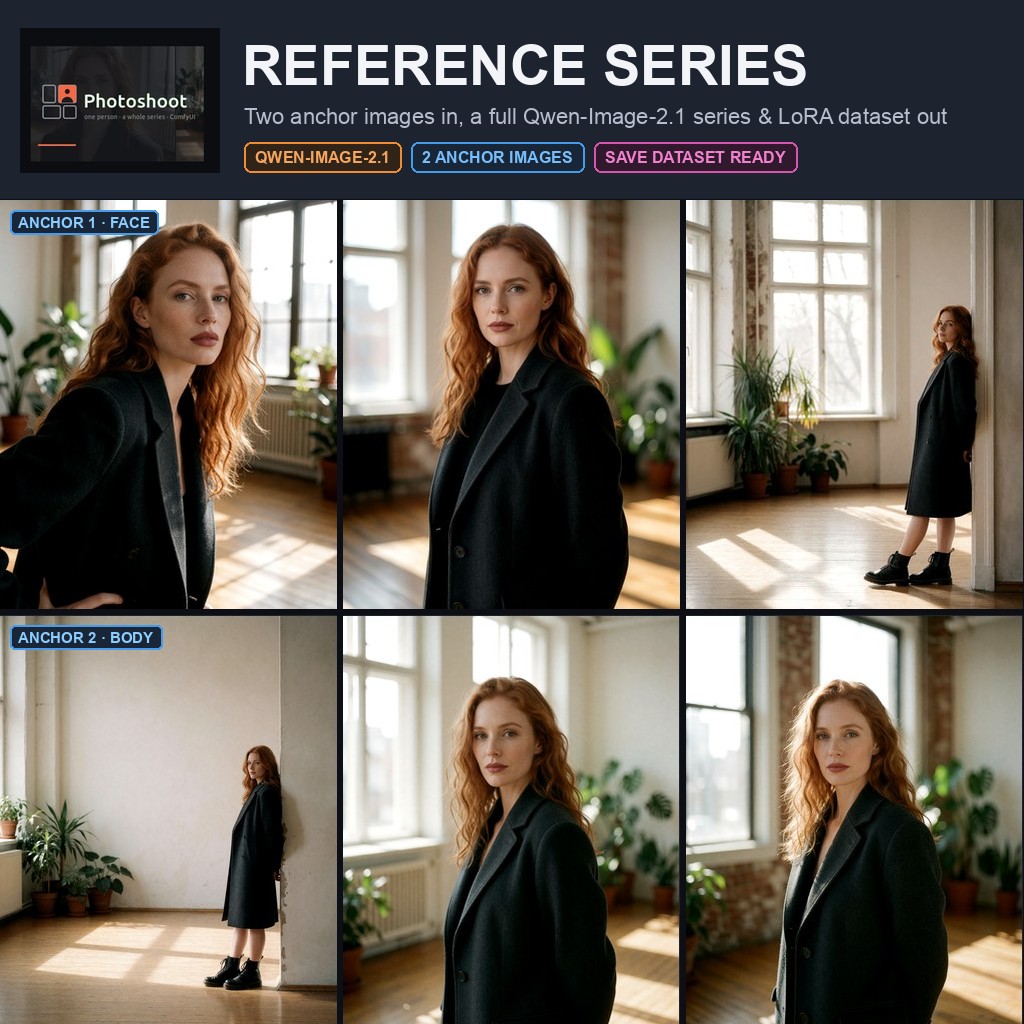 REFERENCE SERIES
Photoshoot
one person · a whole series · ComfyUI
Two anchor images in, a full Qwen-Image-2.1 series & LoRA dataset out
QWEN-IMAGE-2.1
2 ANCHOR IMAGES
SAVE DATASET READY
ANCHOR 1 · FACE
ANCHOR 2 · BODY